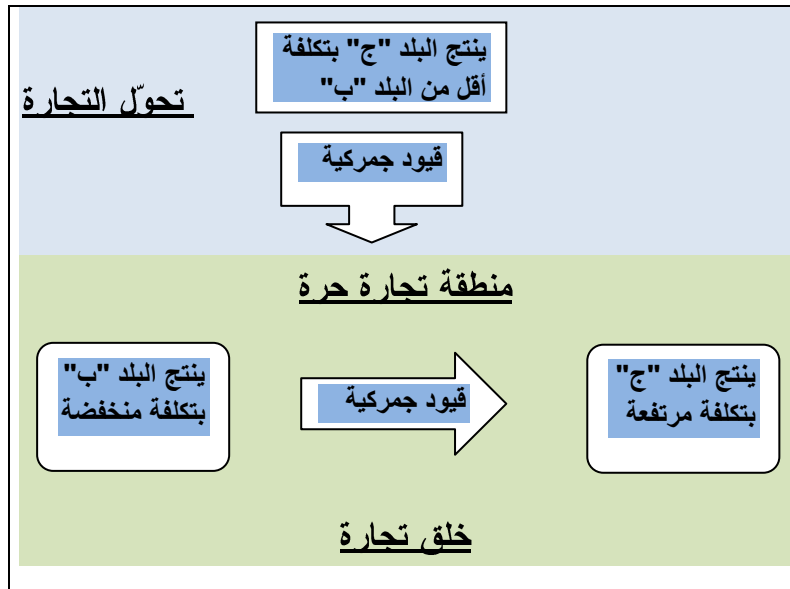 ينتج البلد "ج" بتكلفة
أقل من البلد "ب"
تحوّل التجارة
قيود جمركية
منطقة تجارة حرة
ينتج البلد "ج"
بتكلفة مرتفعة
قيود جمركية
ينتج البلد "ب"
بتكلفة منخفضة
خلق تجارة